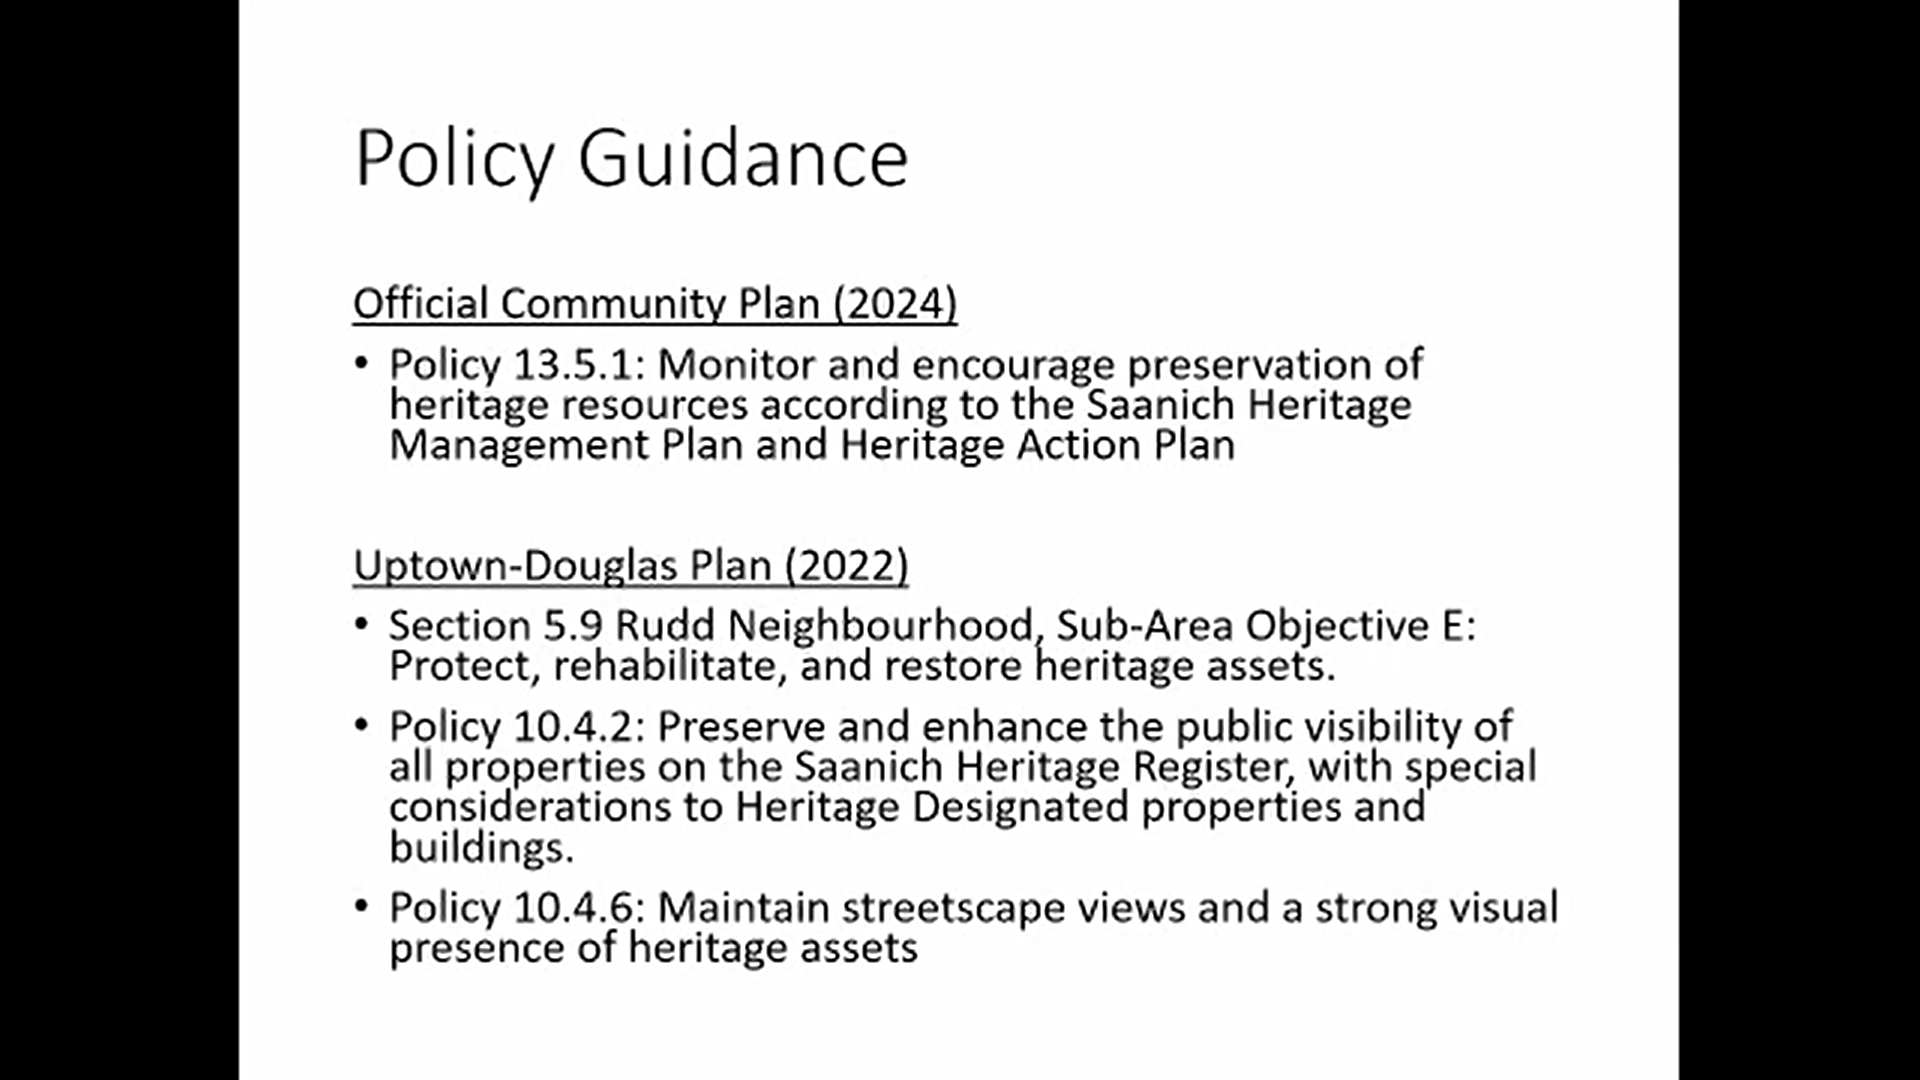 Policy Guidance
Official Community Plan (2024)
• Policy 13.5.1: Monitor and encourage preservation of
heritage resources according to the Saanich Heritage
Management Plan and Heritage Action Plan
Uptown-Douglas Plan (2022)
• Section 5.9 Rudd Neighbourhood, Sub-Area Objective E:
Protect, rehabilitate, and restore heritage assets.
• Policy 10.4.2: Preserve and enhance the public visibility of
all properties on the Saanich Heritage Register, with special
considerations to Heritage Designated properties and
buildings.
• Policy 10.4.6: Maintain streetscape views and a strong visual
presence of heritage assets